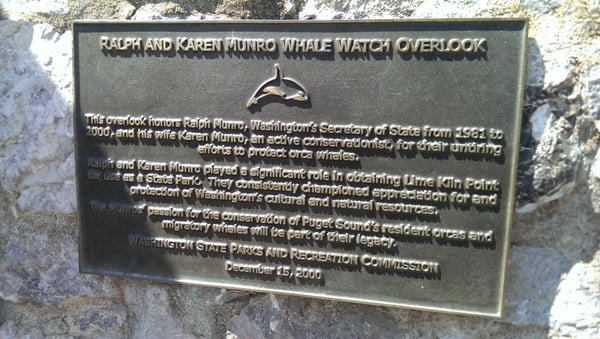 RALPH AND KAREN MUNRO WHALE WATCH OVERLOOK
This overlook honors Ralph Munro, Washington's Secretary of State from 1981 to
2000, and his wife Karen Munro, an active conservationist, for their untiring
efforts to protect orca whales.
Ralph and Karen Munro played a significant role in obtaining Lime Kiln Point
for use as a State Park. They consistently championed appreciation for and
protection of Washington's cultural and natural resources.
The Munros' passion for the conservation of Puget Sound's resident orcas and
migratory whales will be part of their legacy.
WASHINGTON STATE PARKS AND RECREATION COMMISSION
December 15, 2000